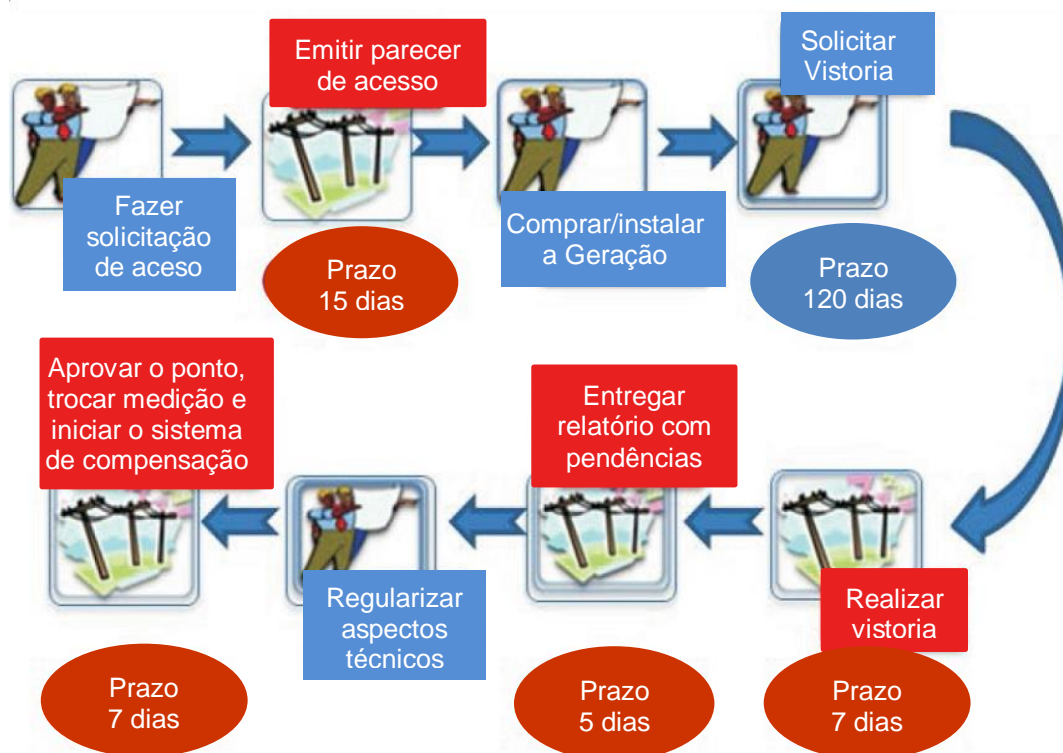 Fazer
solicitação
de aceso
Emitir parecer
de acesso
Prazo
15 dias
Comprar/instalar
a Geração
Solicitar
Vistoria
Prazo
120 dias
Realizar
vistoria
Prazo
7 dias
Entregar
relatório com
pendências
Prazo
5 dias
Regularizar
aspectos
técnicos
Aprovar o ponto,
trocar medição e
iniciar o sistema
de compensação
Prazo
7 dias